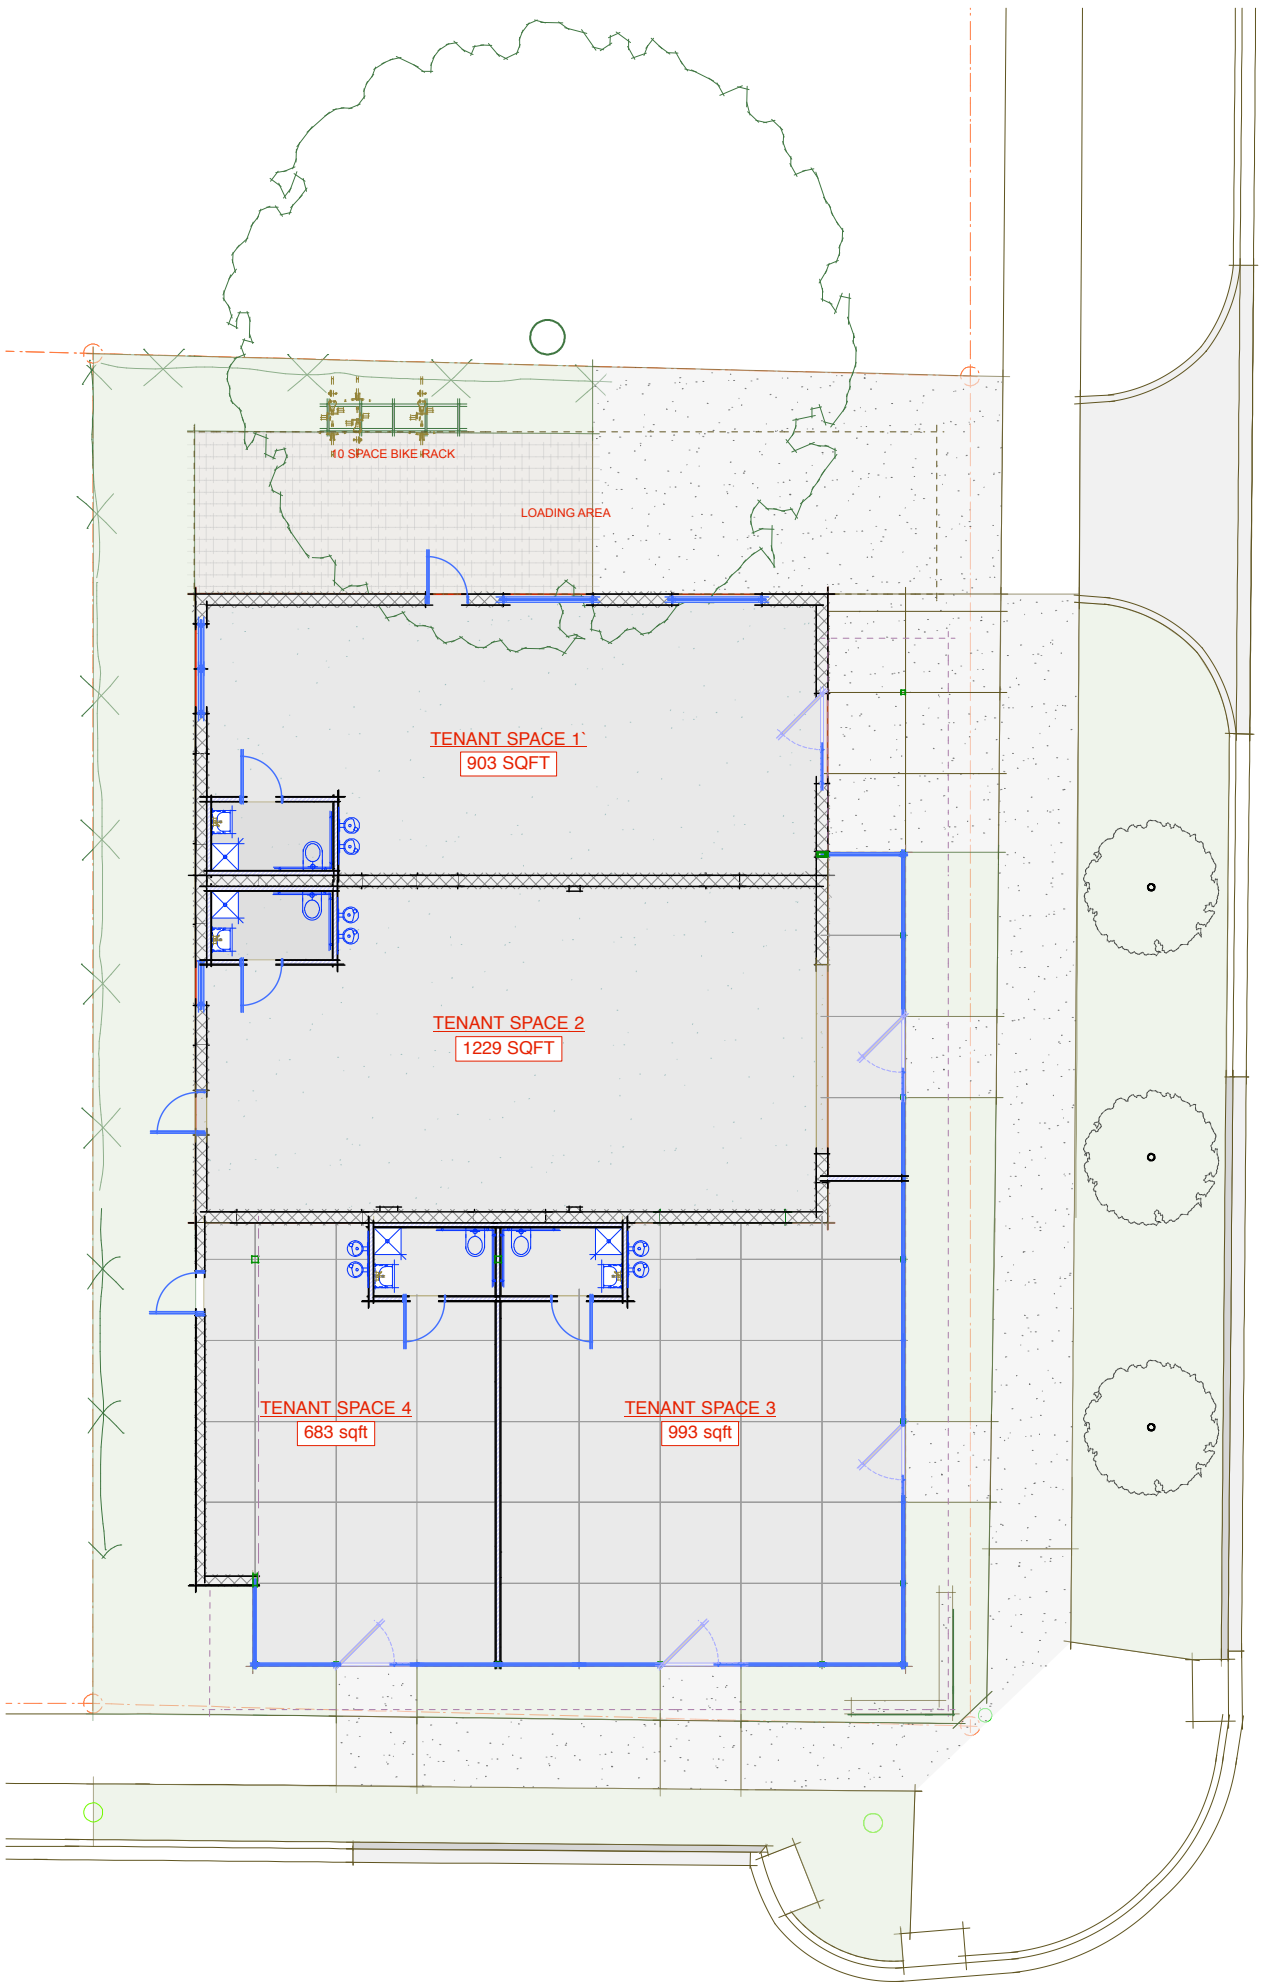 10 SPACE BIKE RACK
LOADING AREA
TENANT SPACE 1`
903 SQFT
TENANT SPACE 2
1229 SQFT
TENANT SPACE 4
683 sqft
TENANT SPACE 3
993 sqft